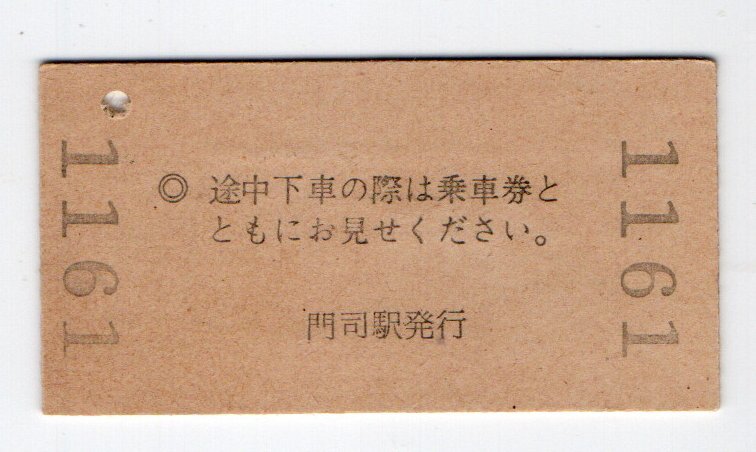 1161
◎ 途中下車の際は乗車券と
ともにお見せください。
門司駅発行
1161